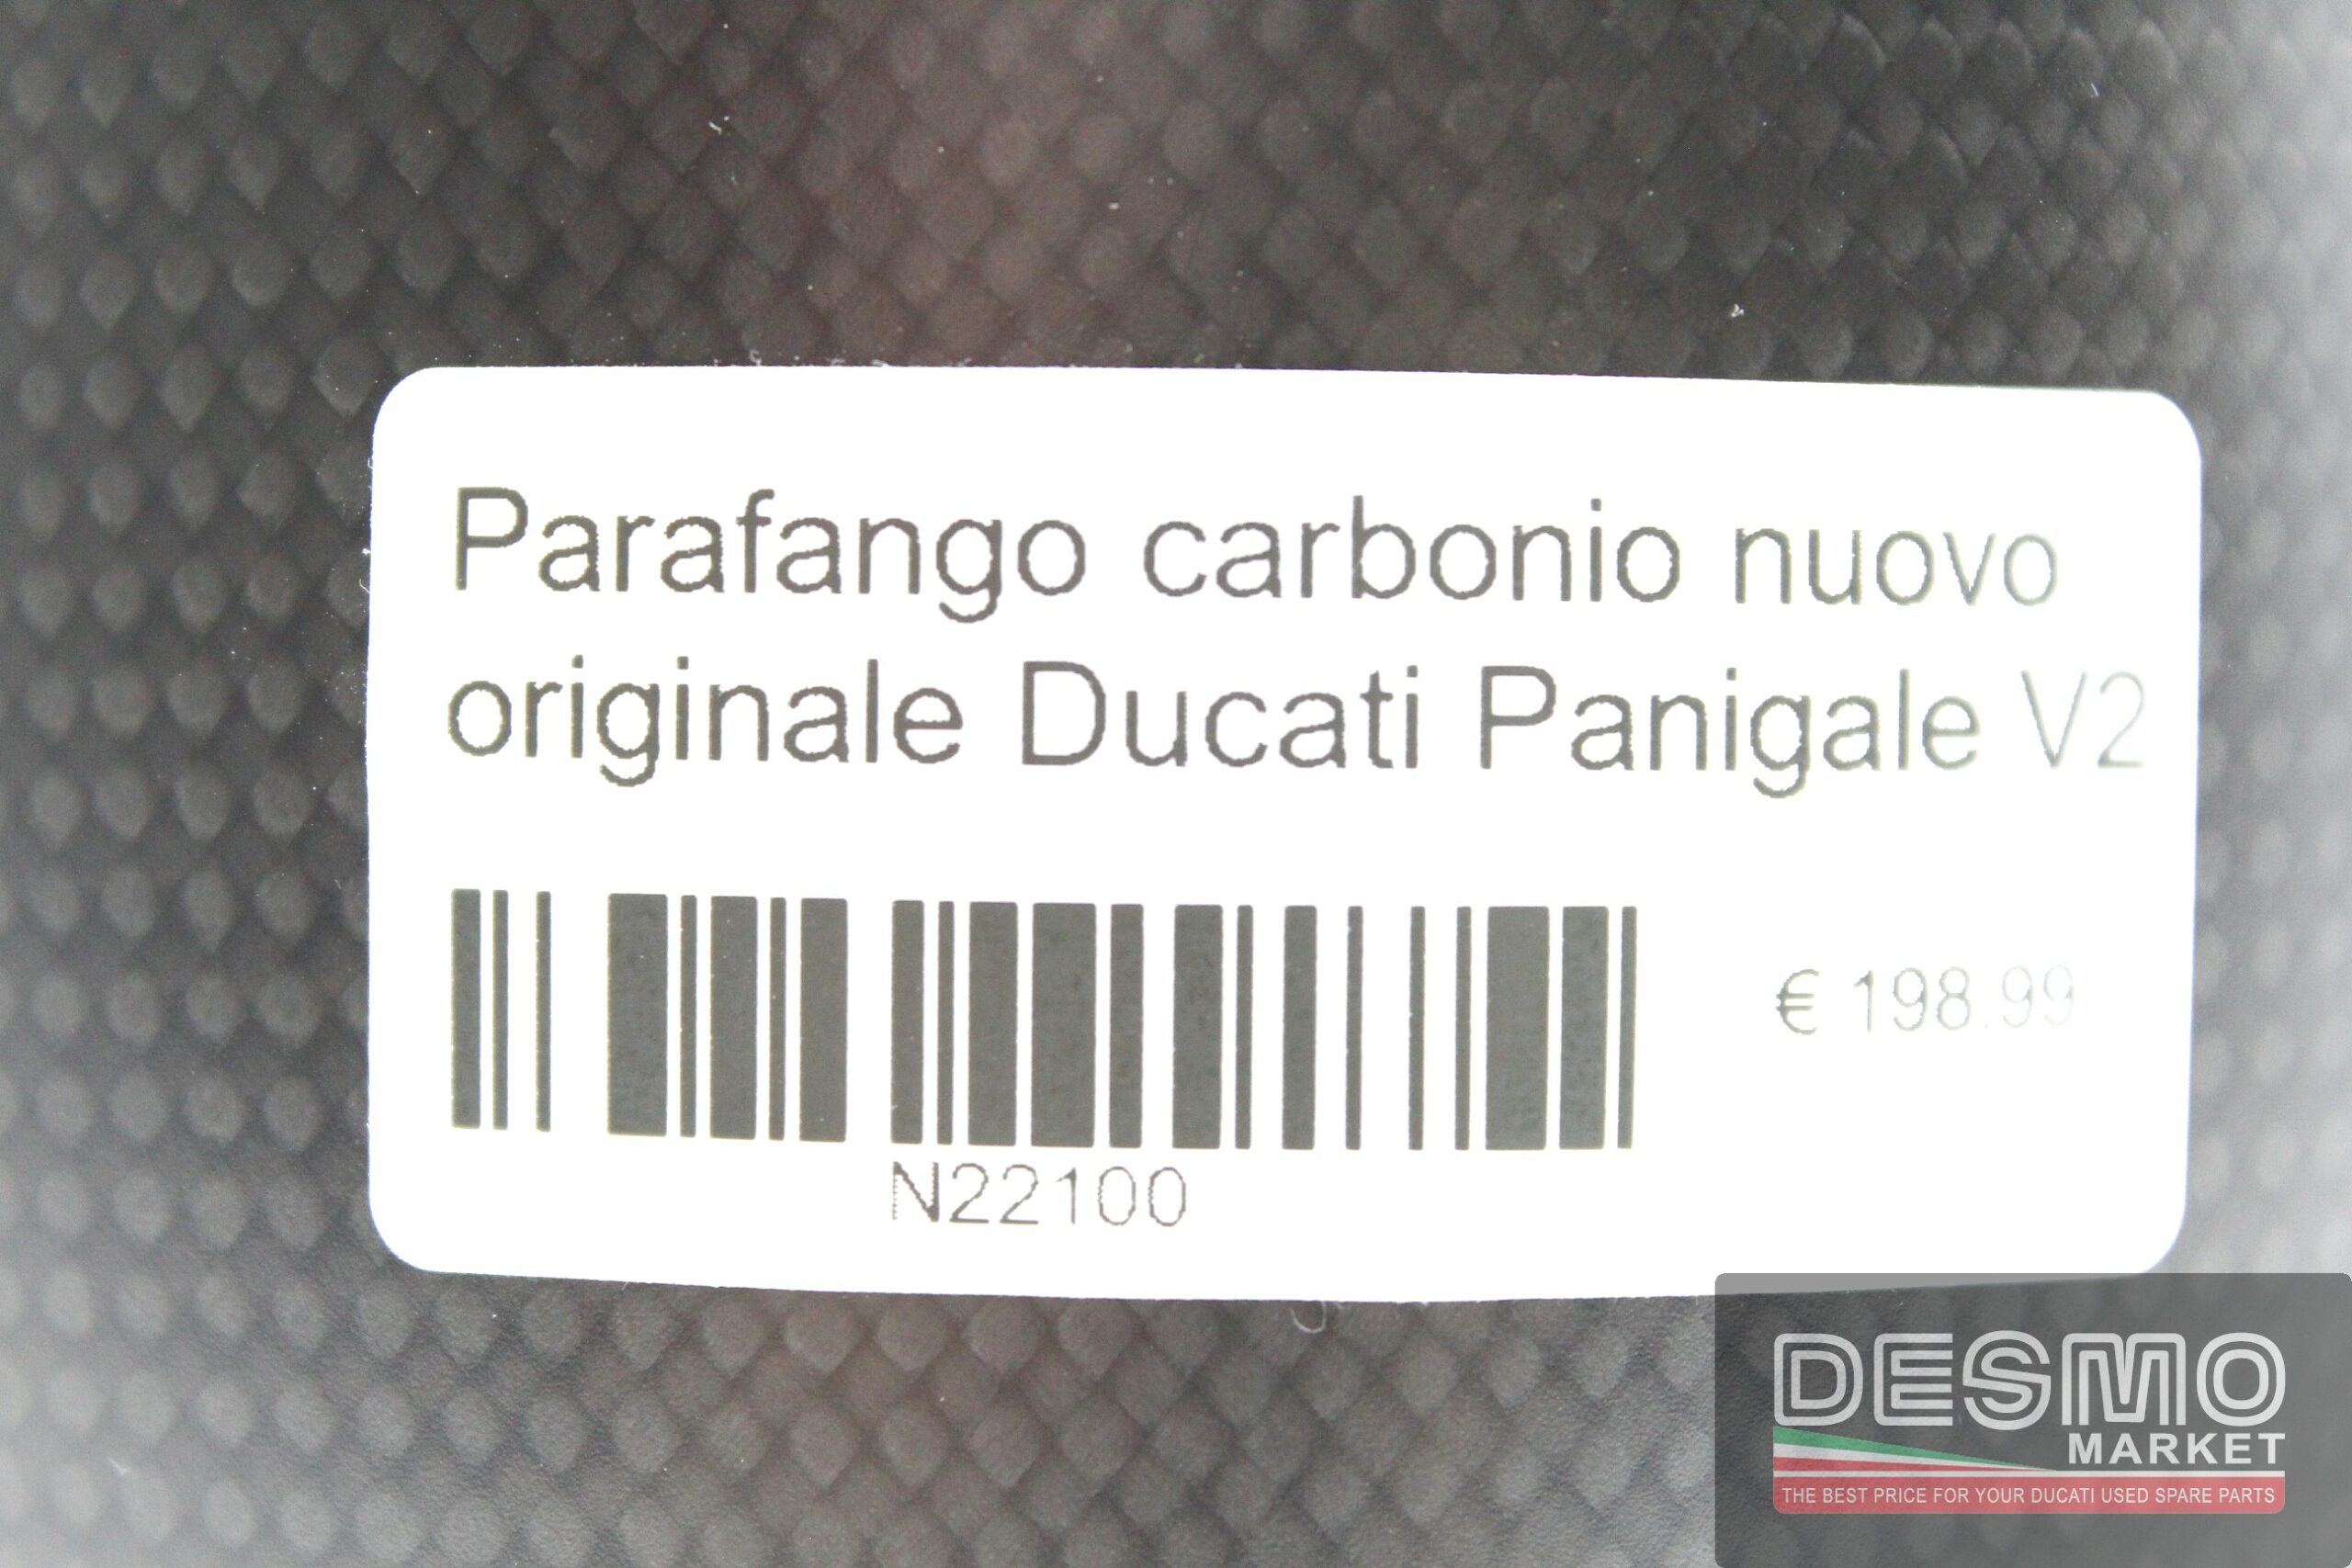 Parafango carbonio nuovo
originale Ducati Panigale V2
€ 198.99
N22100
DESMO
MARKET
THE BEST PRICE FOR YOUR DUCATI USED SPARE PARTS